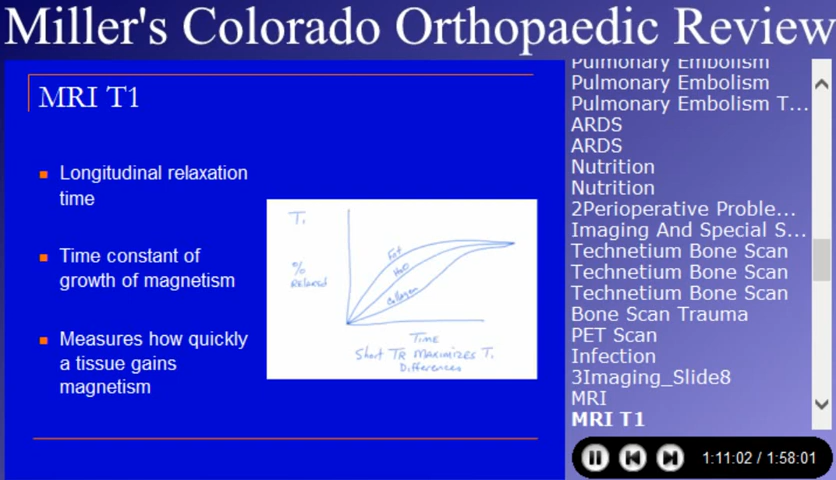 Miller's Colorado Orthopaedic Review
MRI T1
Longitudinal relaxation
time
Time constant of
growth of magnetism
Measures how quickly
a tissue gains
magnetism
T1
%
Relaxed
Fat
H2O
Collagen
Time
Short TR Maximizes T1
Differences
Pulmonary Embolism
Pulmonary Embolism
Pulmonary Embolism T...
ARDS
ARDS
Nutrition
Nutrition
2Perioperative Proble...
Imaging And Special S...
Technetium Bone Scan
Technetium Bone Scan
Technetium Bone Scan
Bone Scan Trauma
PET Scan
Infection
3Imaging_Slide8
MRI
MRI T1
1:11:02 / 1:58:01